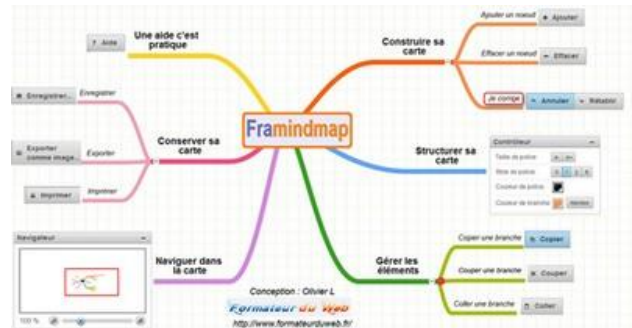 Framindmap
Une aide c'est
pratique
? Aide
Construire sa
carte
Ajouter un noeud
Ajouter
Effacer un noeud
Effacer
Je corrige
Annuler
Rétablir
Enregistrer...
Enregistrer
Exporter
comme image...
Exporter
Imprimer
Imprimer
Conserver sa
carte
Structurer sa
carte
Contrôleur
Taille de police
Style de police
Couleur de police
Couleur de branche
Naviguer dans
la carte
Navigateur
100 %
Gérer les
éléments
Copier une branche
Copier
Couper une branche
Couper
Coller une branche
Coller
Conception : Olivier L
Formateur du Web
http://www.formateurduweb.fr/